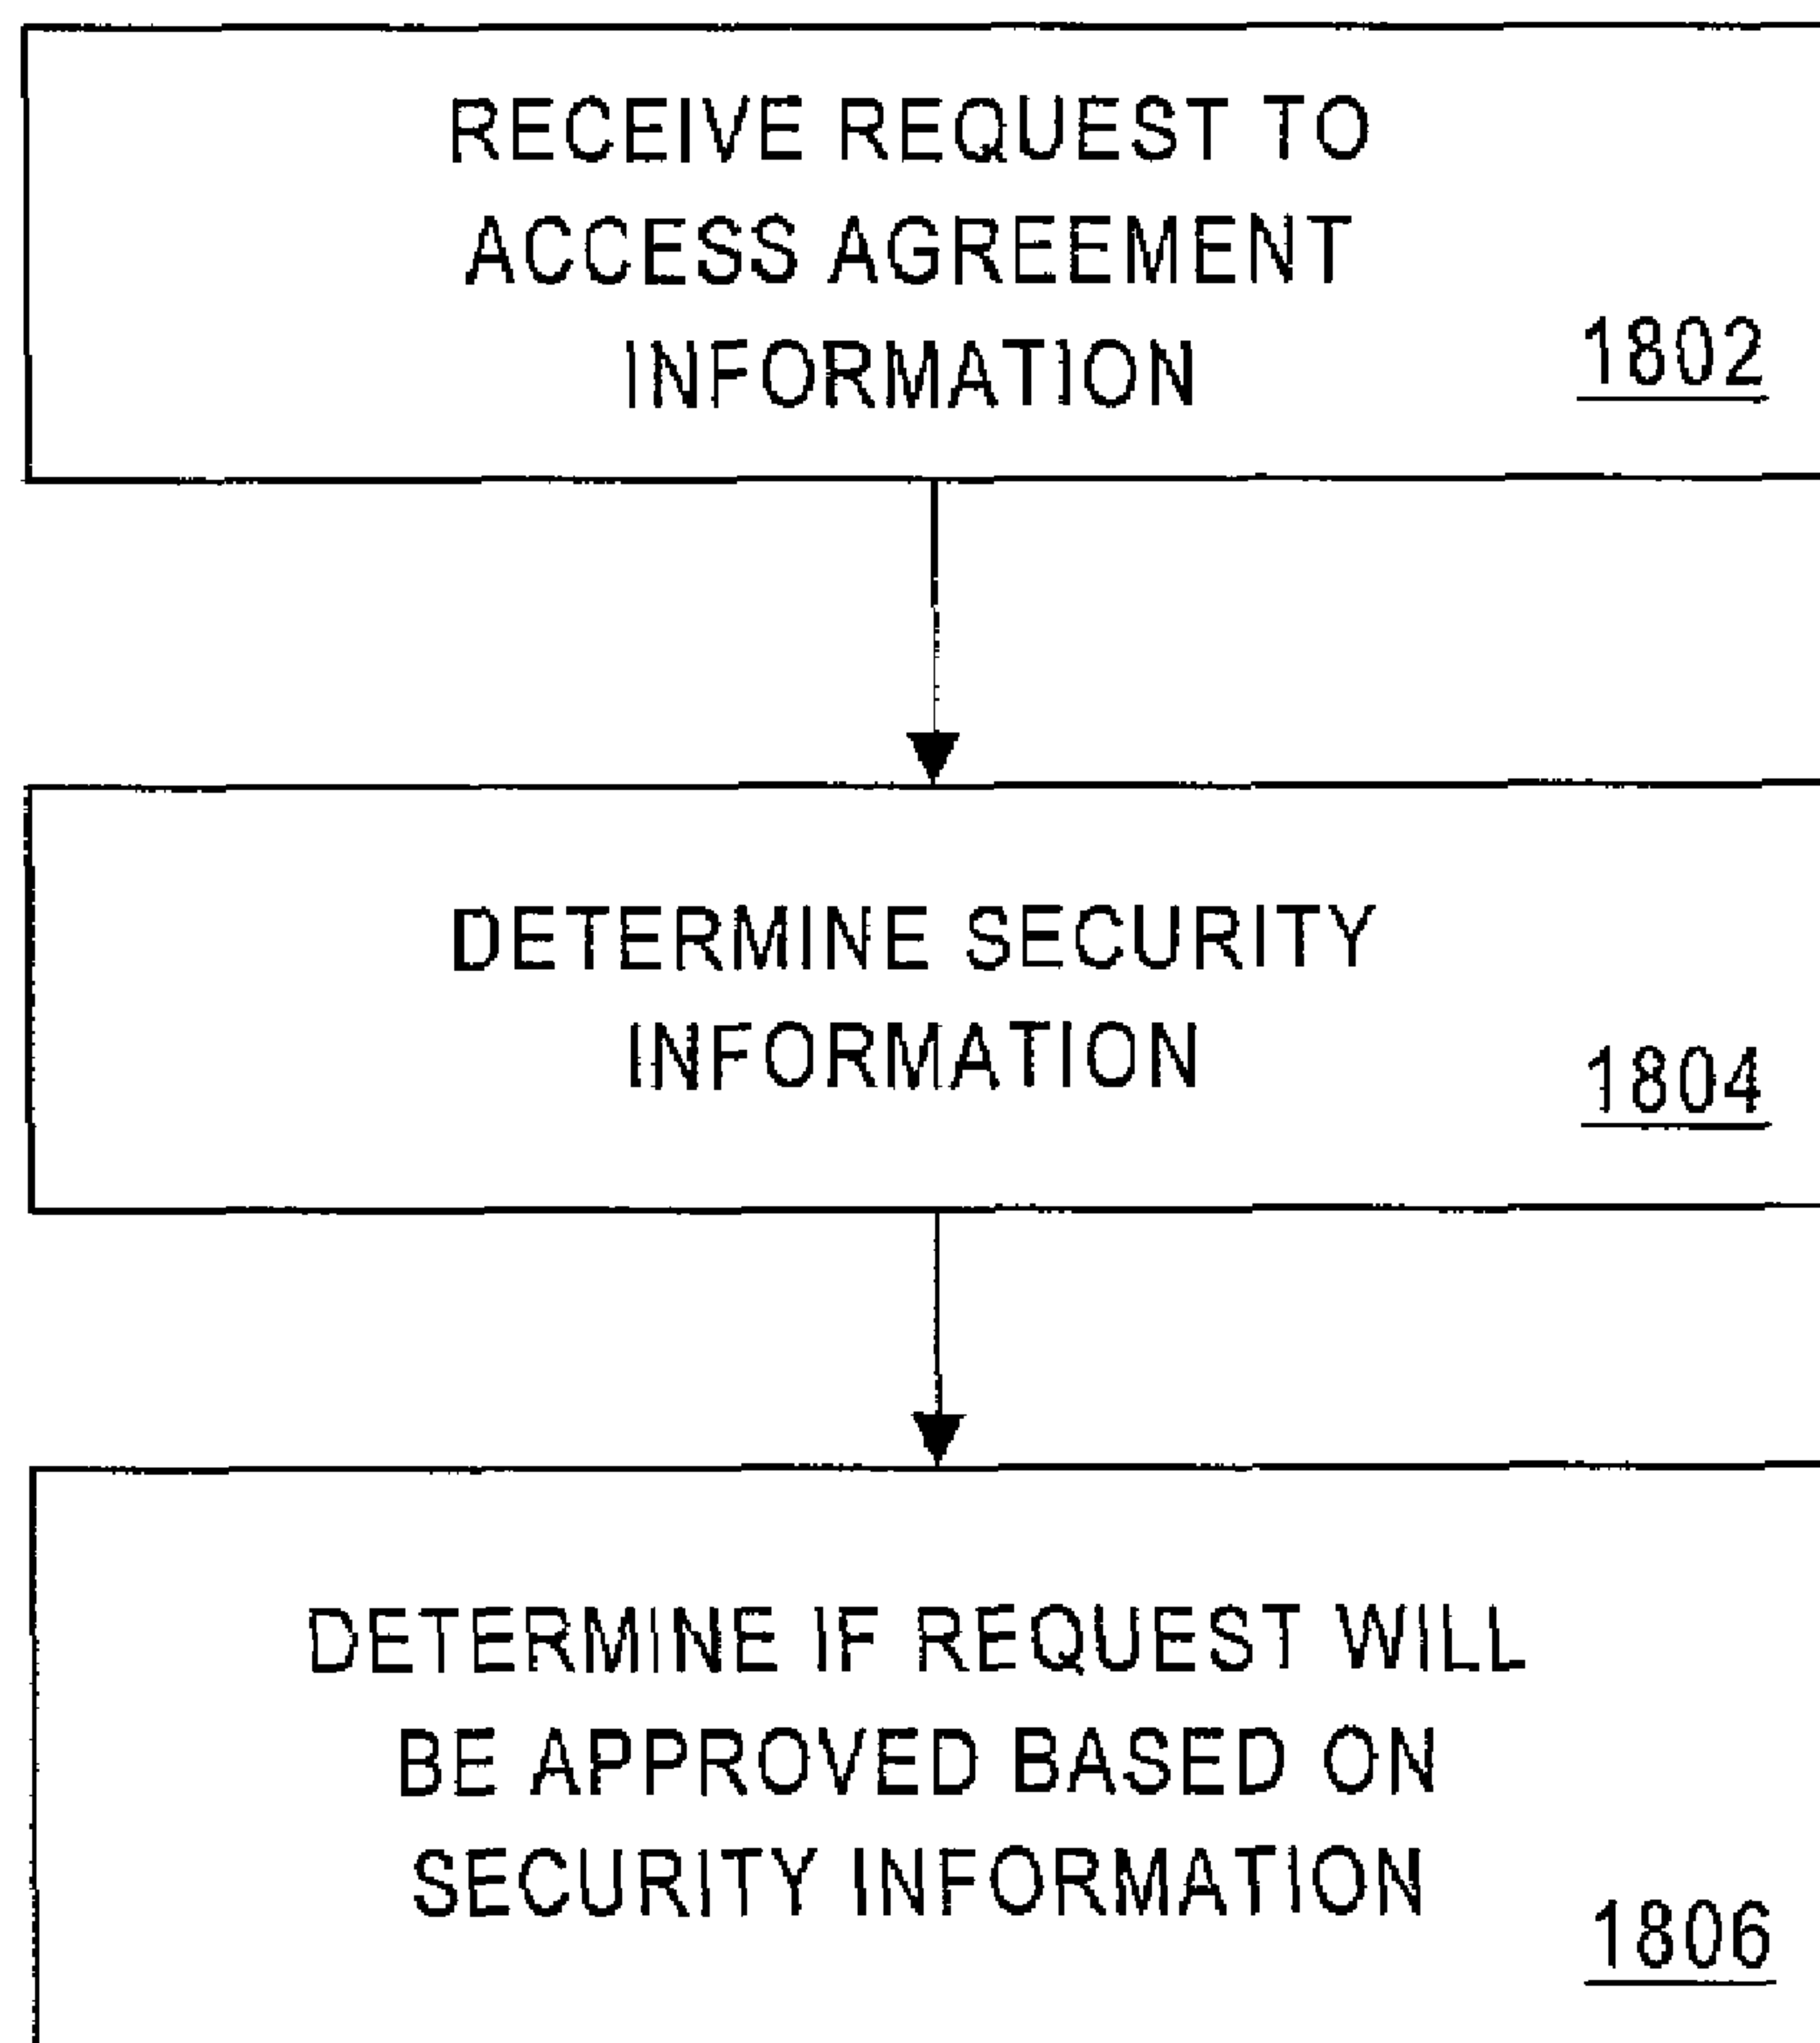 RECEIVE REQUEST TO
ACCESS AGREEMENT
INFORMATION
1802
DETERMINE SECURITY
INFORMATION
1804
DETERMINE IF REQUEST WILL
BE APPROVED BASED ON
SECURITY INFORMATION
1806